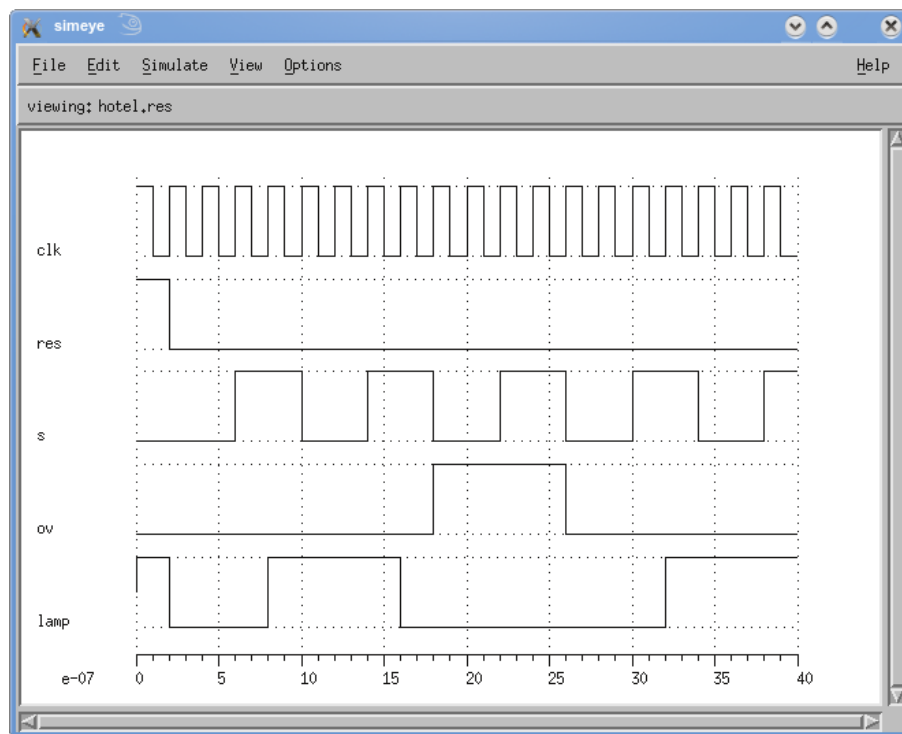 simeye
File Edit Simulate View Options Help
viewing: hotel.res
clk
res
s
ov
lamp
e-07 0 5 10 15 20 25 30 35 40